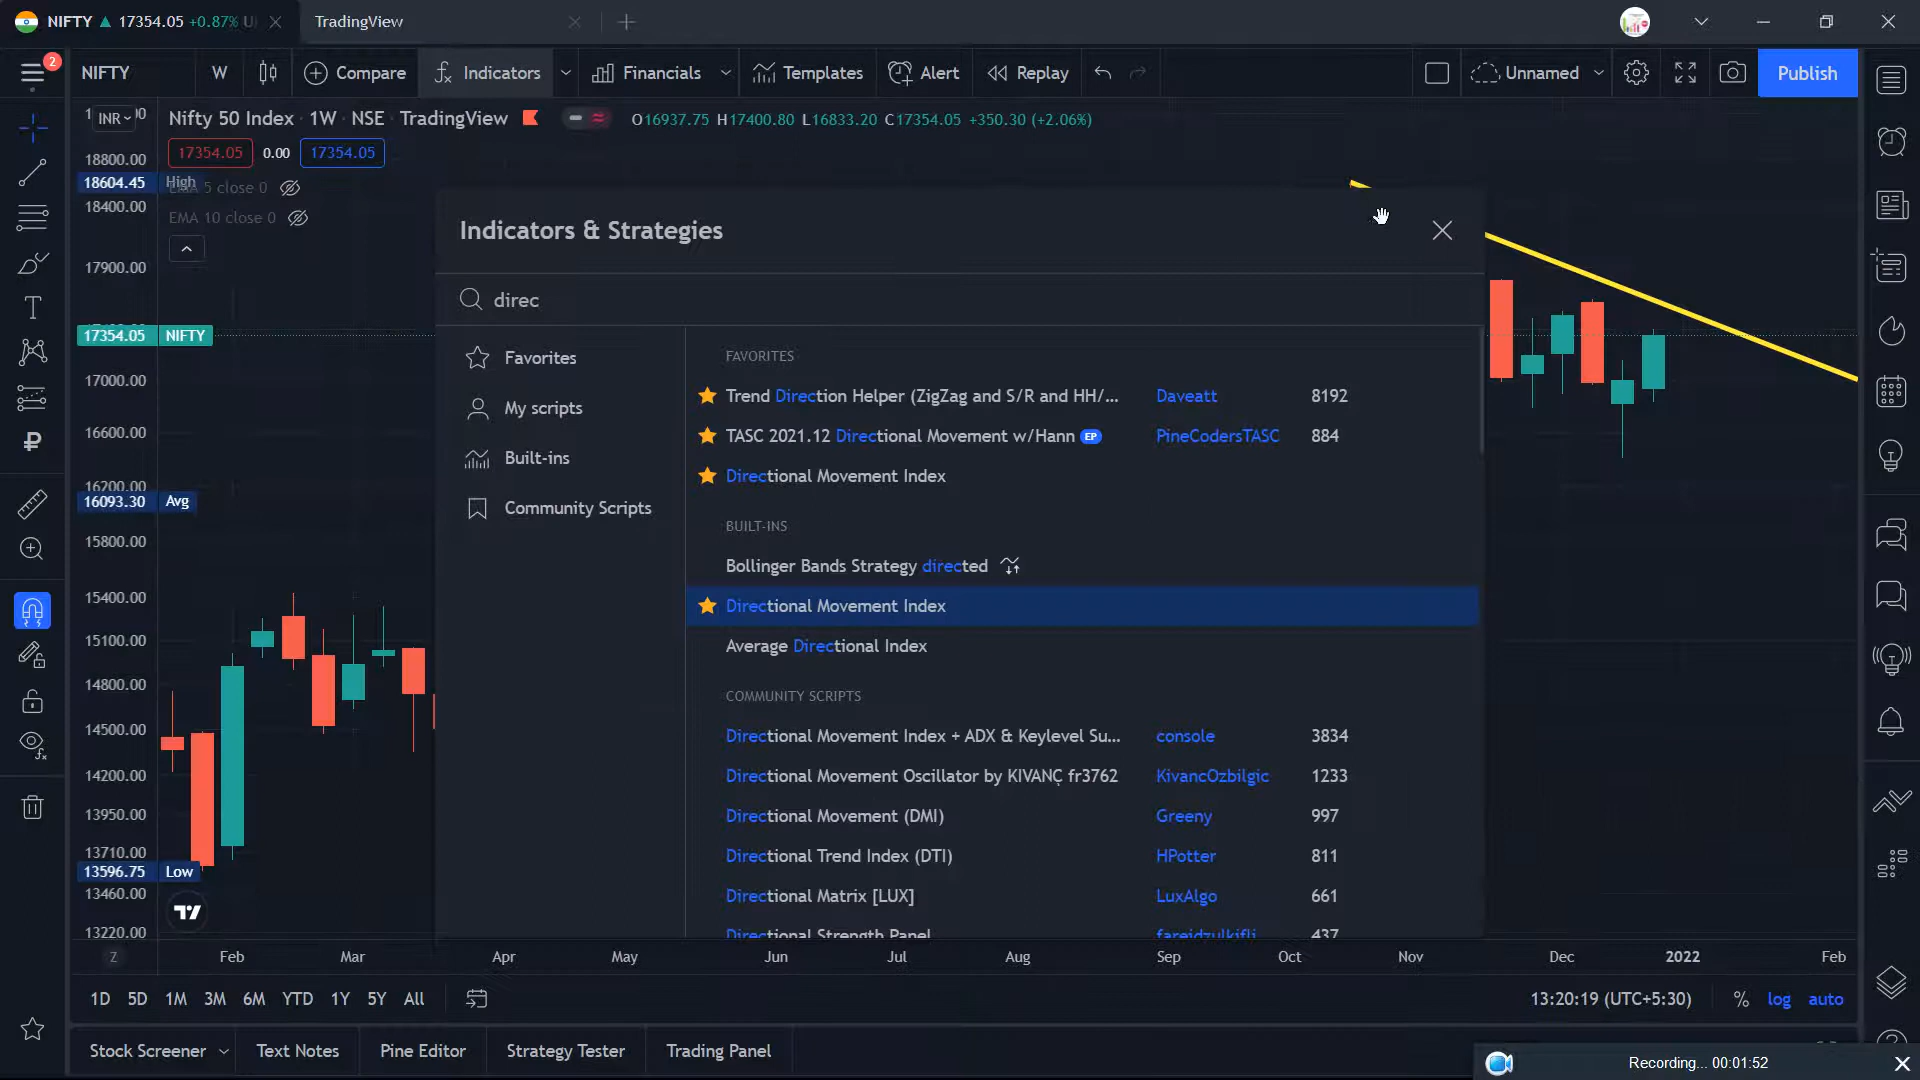 NIFTY ▲ 17354.05 +0.87% U
TradingView
2
NIFTY
W
Compare
Indicators
Financials
Templates
Alert
Replay
Unnamed
Publish
INR
Nifty 50 Index · 1W · NSE TradingView
O16937.75 H17400.80 L16833.20 C17354.05 +350.30 (+2.06%)
17354.05 0.00 17354.05
18800.00
18604.45 High
EMA 5 close 0
18400.00
EMA 10 close 0
17900.00
17354.05 NIFTY
17000.00
16600.00
16200.00
16093.30 Avg
15800.00
15400.00
15100.00
14800.00
14500.00
14200.00
13950.00
13710.00
13596.75 Low
13460.00
13220.00
Indicators & Strategies
direc
Favorites
My scripts
Built-ins
Community Scripts
FAVORITES
Trend Direction Helper (ZigZag and S/R and HH/... Daveatt 8192
TASC 2021.12 Directional Movement w/Hann EP PineCodersTASC 884
Directional Movement Index
BUILT-INS
Bollinger Bands Strategy directed
Directional Movement Index
Average Directional Index
COMMUNITY SCRIPTS
Directional Movement Index + ADX & Keylevel Su... console 3834
Directional Movement Oscillator by KIVANÇ fr3762 KivancOzbilgic 1233
Directional Movement (DMI) Greeny 997
Directional Trend Index (DTI) HPotter 811
Directional Matrix [LUX] LuxAlgo 661
Directional Strength Panel fareidzulkifli 437
Z Feb Mar Apr May Jun Jul Aug Sep Oct Nov Dec 2022 Feb
1D 5D 1M 3M 6M YTD 1Y 5Y All
13:20:19 (UTC+5:30) % log auto
Stock Screener Text Notes Pine Editor Strategy Tester Trading Panel
Recording... 00:01:52